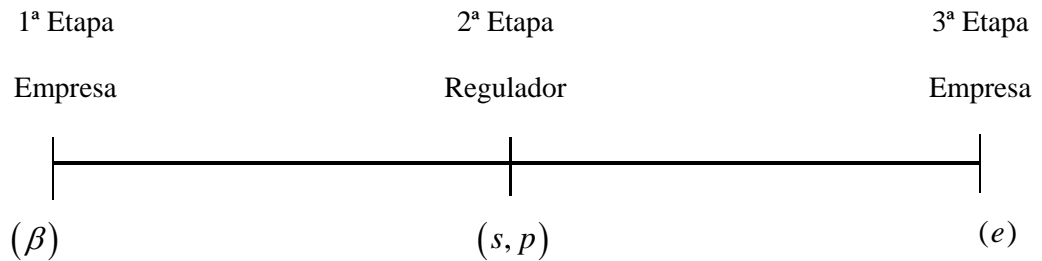 1ª Etapa 2ª Etapa 3ª Etapa
Empresa Regulador Empresa
(β) (s, p) (e)